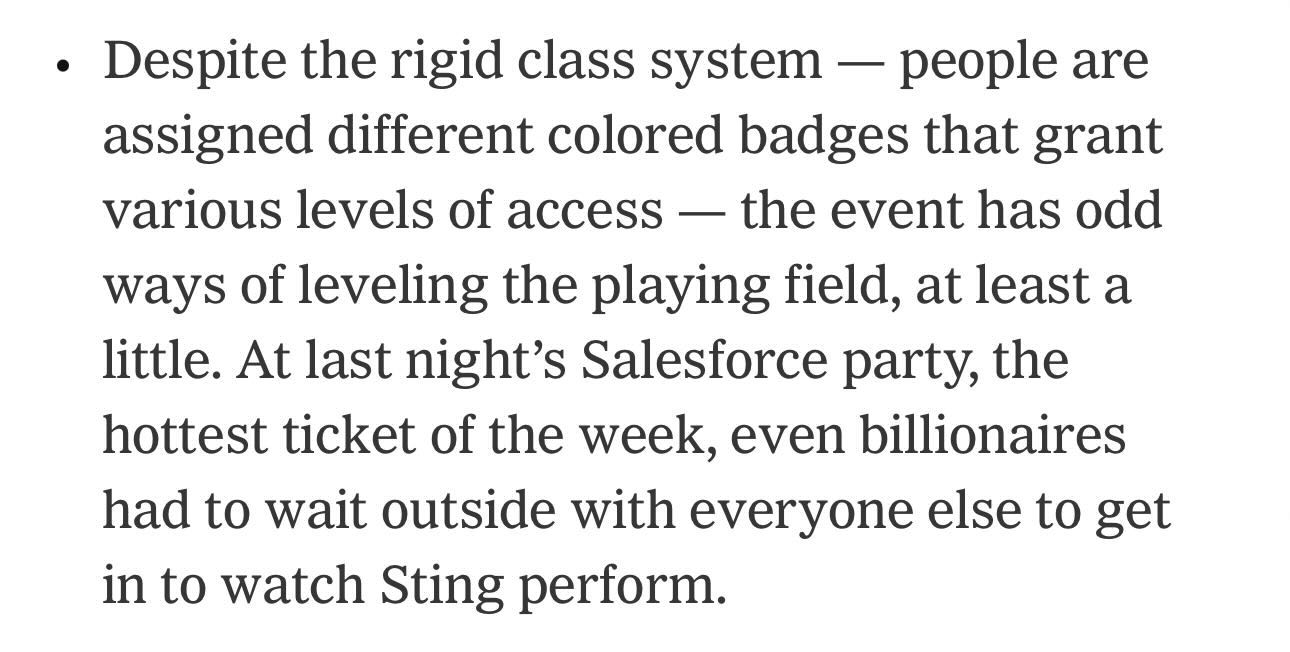 • Despite the rigid class system — people are
assigned different colored badges that grant
various levels of access — the event has odd
ways of leveling the playing field, at least a
little. At last night’s Salesforce party, the
hottest ticket of the week, even billionaires
had to wait outside with everyone else to get
in to watch Sting perform.